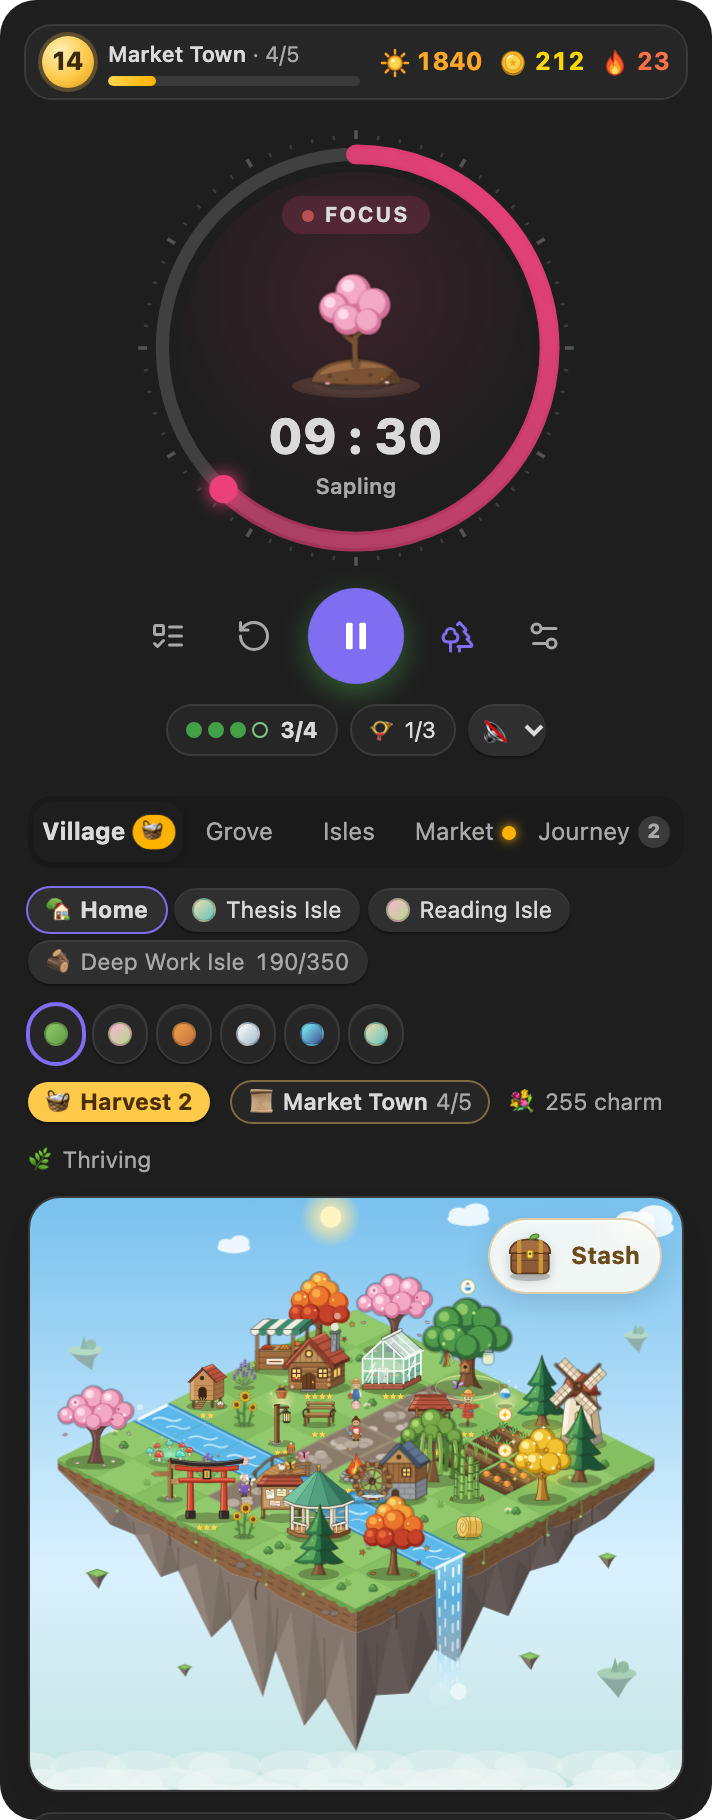 14 Market Town · 4/5 1840 212 23
FOCUS
09 : 30
Sapling
3/4 1/3
Village Grove Isles Market Journey 2
Home Thesis Isle Reading Isle
Deep Work Isle 190/350
Harvest 2 Market Town 4/5 255 charm
Thriving
Stash